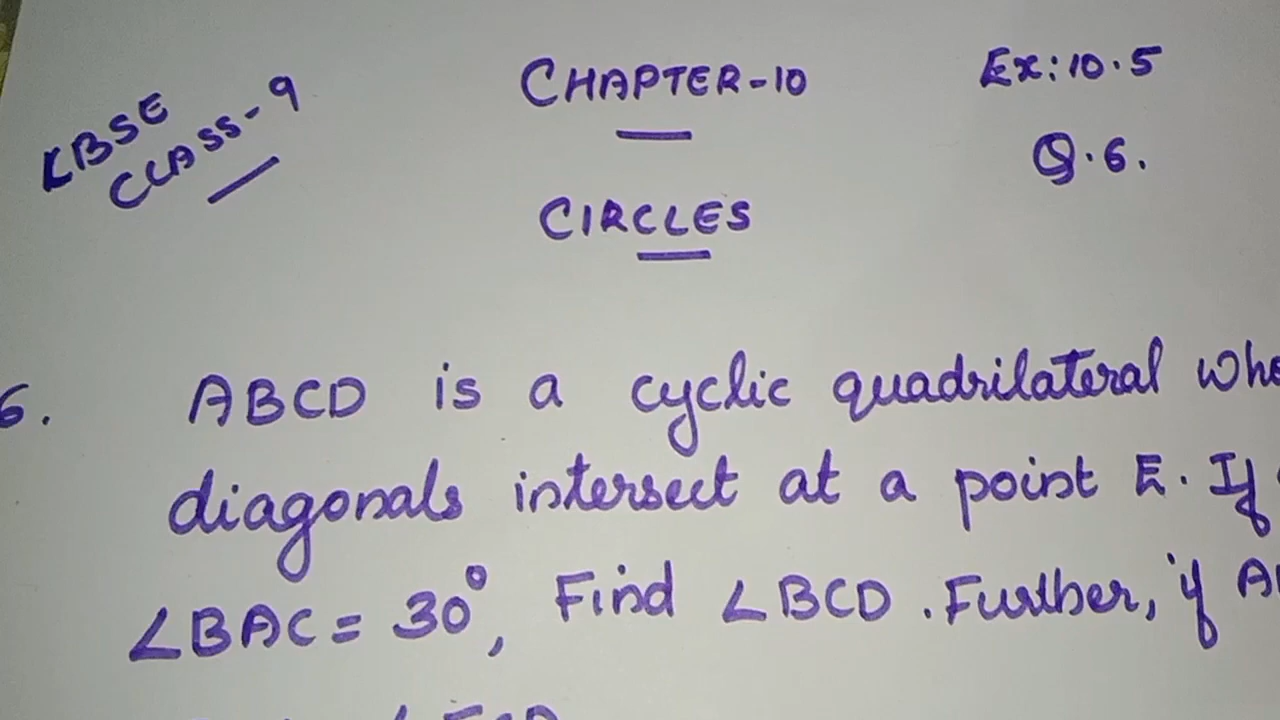 CBSE
CLASS-9
CHAPTER-10
Ex: 10.5
Q.6.
CIRCLES
6. ABCD is a cyclic quadrilateral
diagonals intersect at a point E. If
∠BAC = 30°, Find ∠BCD. Further, if